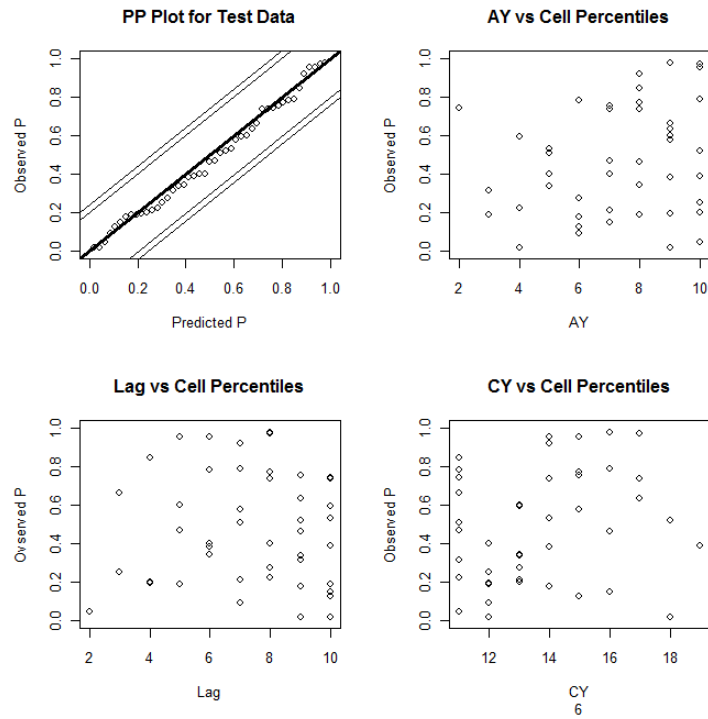 PP Plot for Test Data
Observed P
1.0
0.8
0.6
0.4
0.2
0.0
0.0 0.2 0.4 0.6 0.8 1.0
Predicted P
AY vs Cell Percentiles
Observed P
1.0
0.8
0.6
0.4
0.2
0.0
2 4 6 8 10
AY
Lag vs Cell Percentiles
Ovserved P
1.0
0.8
0.6
0.4
0.2
0.0
2 4 6 8 10
Lag
CY vs Cell Percentiles
Observed P
1.0
0.8
0.6
0.4
0.2
0.0
12 14 16 18
CY
6